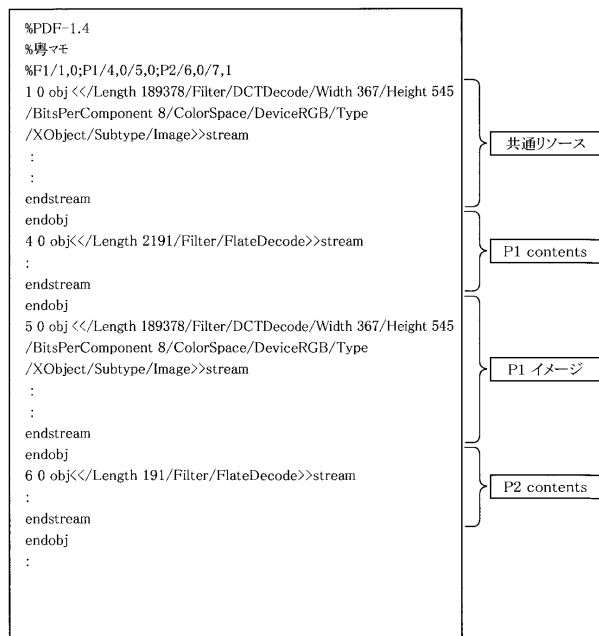 %PDF-1.4
%粤マモ
%F1/1,0;P1/4,0/5,0;P2/6,0/7,1
1 0 obj <</Length 189378/Filter/DCTDecode/Width 367/Height 545
/BitsPerComponent 8/ColorSpace/DeviceRGB/Type
/XObject/Subtype/Image>>stream
:
:
endstream
endobj
4 0 obj<</Length 2191/Filter/FlateDecode>>stream
:
endstream
endobj
5 0 obj <</Length 189378/Filter/DCTDecode/Width 367/Height 545
/BitsPerComponent 8/ColorSpace/DeviceRGB/Type
/XObject/Subtype/Image>>stream
:
:
endstream
endobj
6 0 obj<</Length 191/Filter/FlateDecode>>stream
:
endstream
endobj
:
共通リソース
P1 contents
P1 イメージ
P2 contents